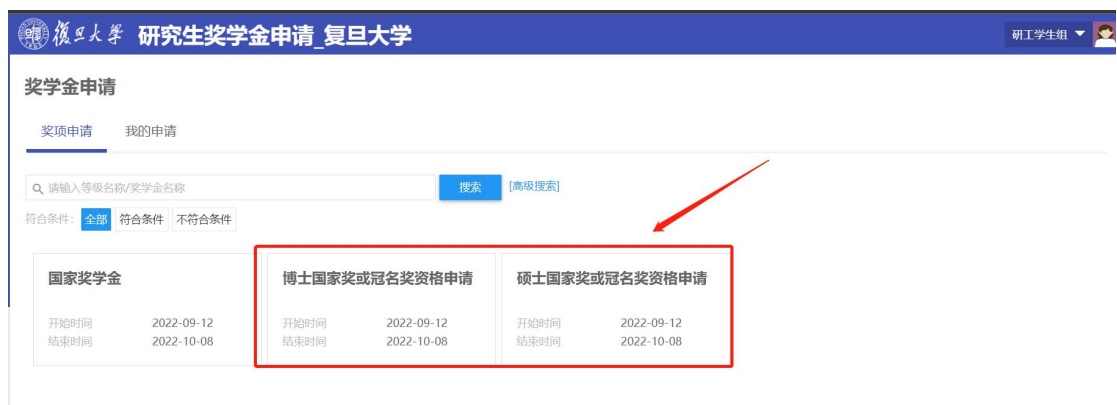 復旦大學 研究生奖学金申请_复旦大学
研工学生组
奖学金申请
奖项申请 我的申请
请输入等级名称/奖学金名称 搜索 [高级搜索]
符合条件: 全部 符合条件 不符合条件
国家奖学金 博士国家奖或冠名奖资格申请 硕士国家奖或冠名奖资格申请
开始时间 2022-09-12 开始时间 2022-09-12 开始时间 2022-09-12
结束时间 2022-10-08 结束时间 2022-10-08 结束时间 2022-10-08